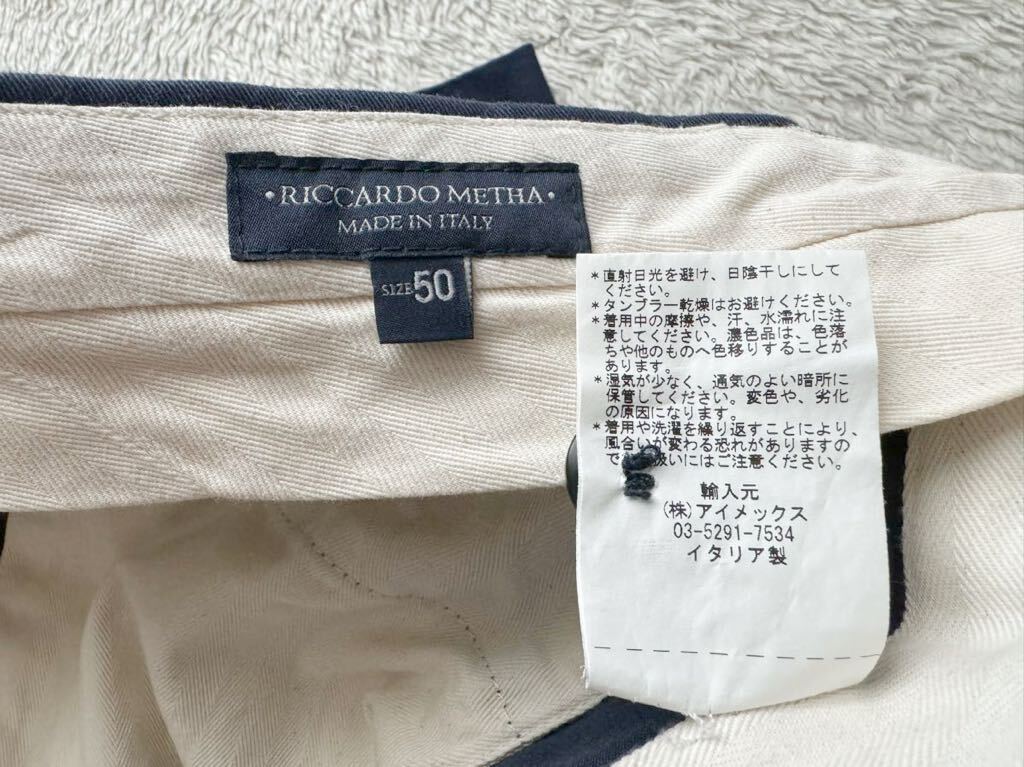 ·RICCARDO METHA·
MADE IN ITALY
SIZE 50
*直射日光を避け、日陰干しにして
ください。
*タンブラー乾燥はお避けください。
*着用中の摩擦や、汗、水濡れに注
意してください。濃色品は、色落
ちや他のものへ色移りすることが
あります。
*湿気が少なく、通気のよい暗所に
保管してください。変色や、劣化
の原因になります。
*着用や洗濯を繰り返すことにより、
風合いが変わる恐れがありますの
で 扱いにはご注意ください。
輸入元
(株)アイメックス
03-5291-7534
イタリア製